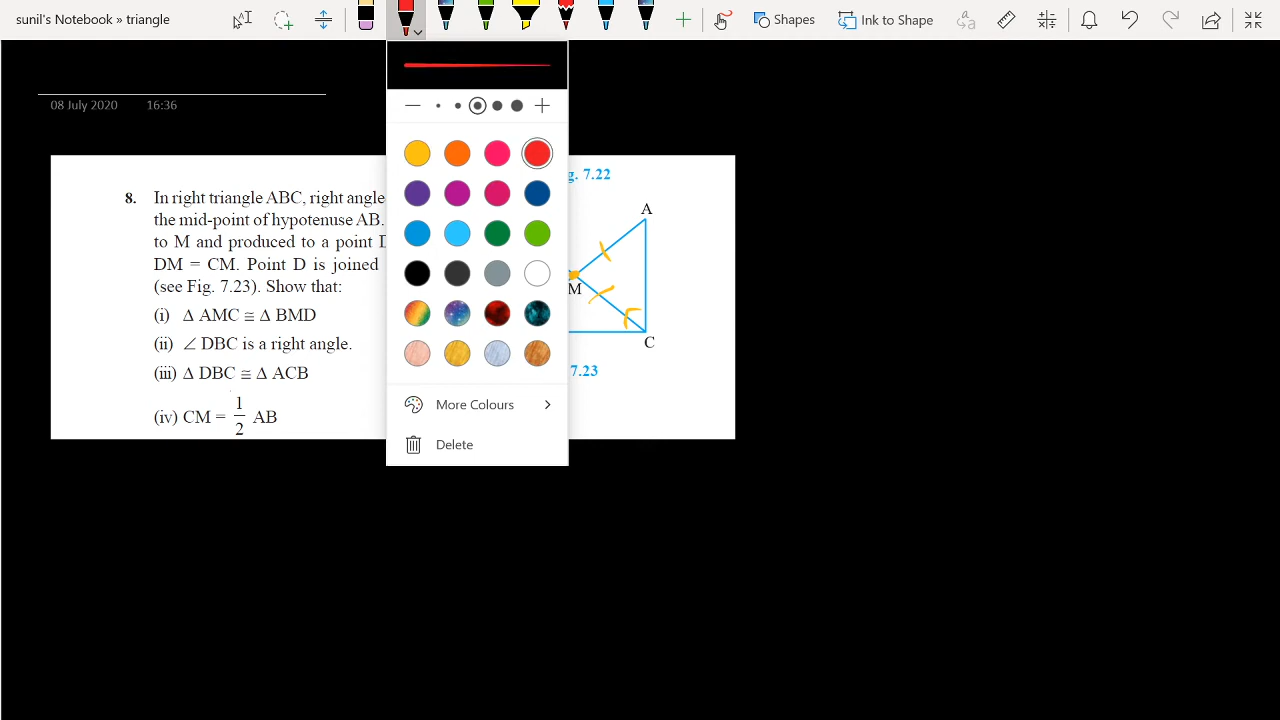 sunil's Notebook » triangle
Shapes
Ink to Shape
08 July 2020 16:36
8. In right triangle ABC, right angle
the mid-point of hypotenuse AB.
to M and produced to a point
DM = CM. Point D is joined
(see Fig. 7.23). Show that:
(i) Δ AMC ≅ Δ BMD
(ii) ∠ DBC is a right angle.
(iii) Δ DBC ≅ Δ ACB
(iv) CM = 1/2 AB
g. 7.22
A
M
C
7.23
More Colours
Delete